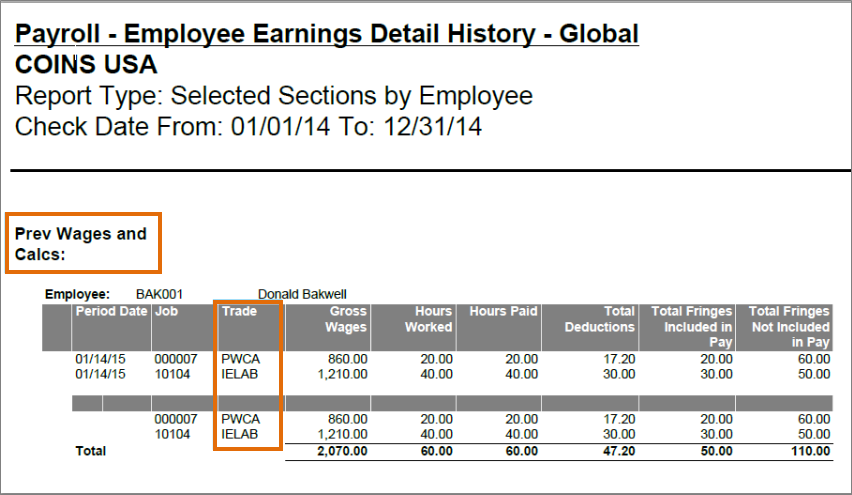 Payroll - Employee Earnings Detail History - Global
COINS USA
Report Type: Selected Sections by Employee
Check Date From: 01/01/14 To: 12/31/14
Prev Wages and
Calcs:
Employee: BAK001 Donald Bakwell
Period Date Job Trade Gross Hours Hours Paid Total Total Fringes Total Fringes
Wages Worked Deductions Included in Not Included
Pay in Pay
01/14/15 000007 PWCA 860.00 20.00 20.00 17.20 20.00 60.00
01/14/15 10104 IELAB 1,210.00 40.00 40.00 30.00 30.00 50.00
000007 PWCA 860.00 20.00 20.00 17.20 20.00 60.00
10104 IELAB 1,210.00 40.00 40.00 30.00 30.00 50.00
Total 2,070.00 60.00 60.00 47.20 50.00 110.00